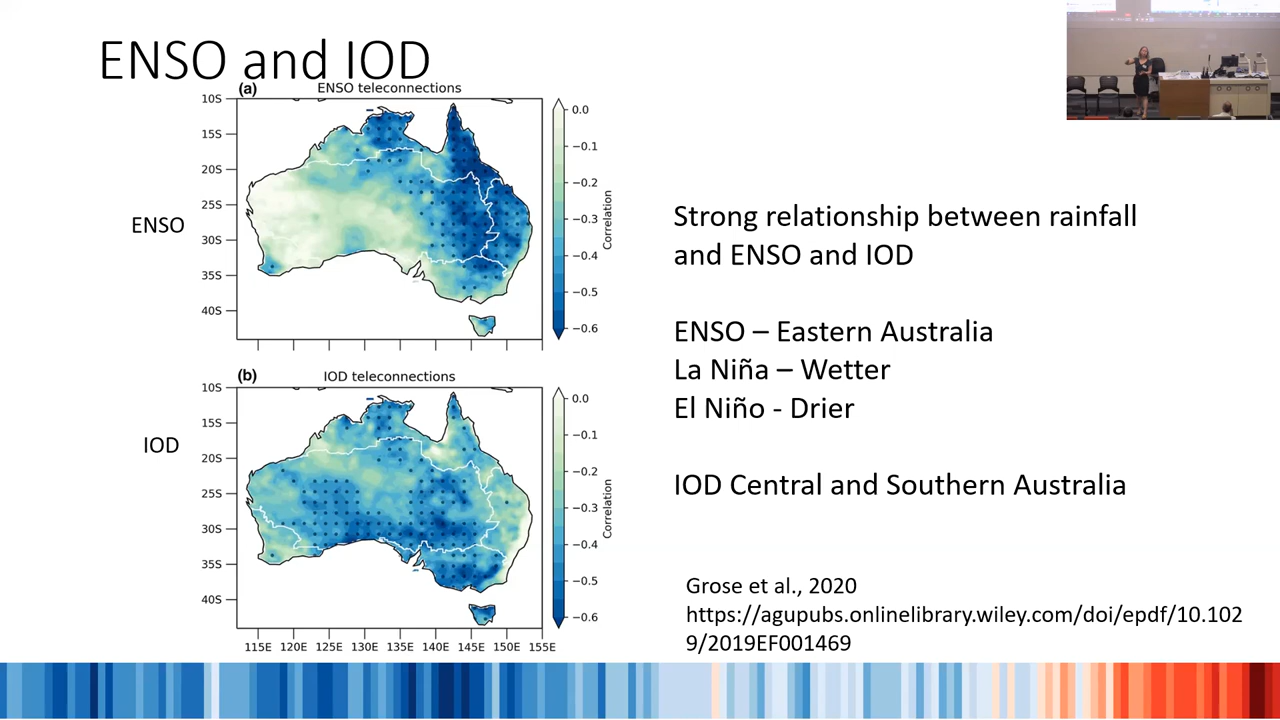 ENSO and IOD
(a)
ENSO teleconnections
10S
15S
20S
25S
30S
35S
40S
0.0
−0.1
−0.2
−0.3
−0.4
−0.5
−0.6
Correlation
ENSO
(b)
IOD teleconnections
10S
15S
20S
25S
30S
35S
40S
115E 120E 125E 130E 135E 140E 145E 150E 155E
0.0
−0.1
−0.2
−0.3
−0.4
−0.5
−0.6
Correlation
IOD
Strong relationship between rainfall
and ENSO and IOD
ENSO – Eastern Australia
La Niña – Wetter
El Niño - Drier
IOD Central and Southern Australia
Grose et al., 2020
https://agupubs.onlinelibrary.wiley.com/doi/epdf/10.102
9/2019EF001469